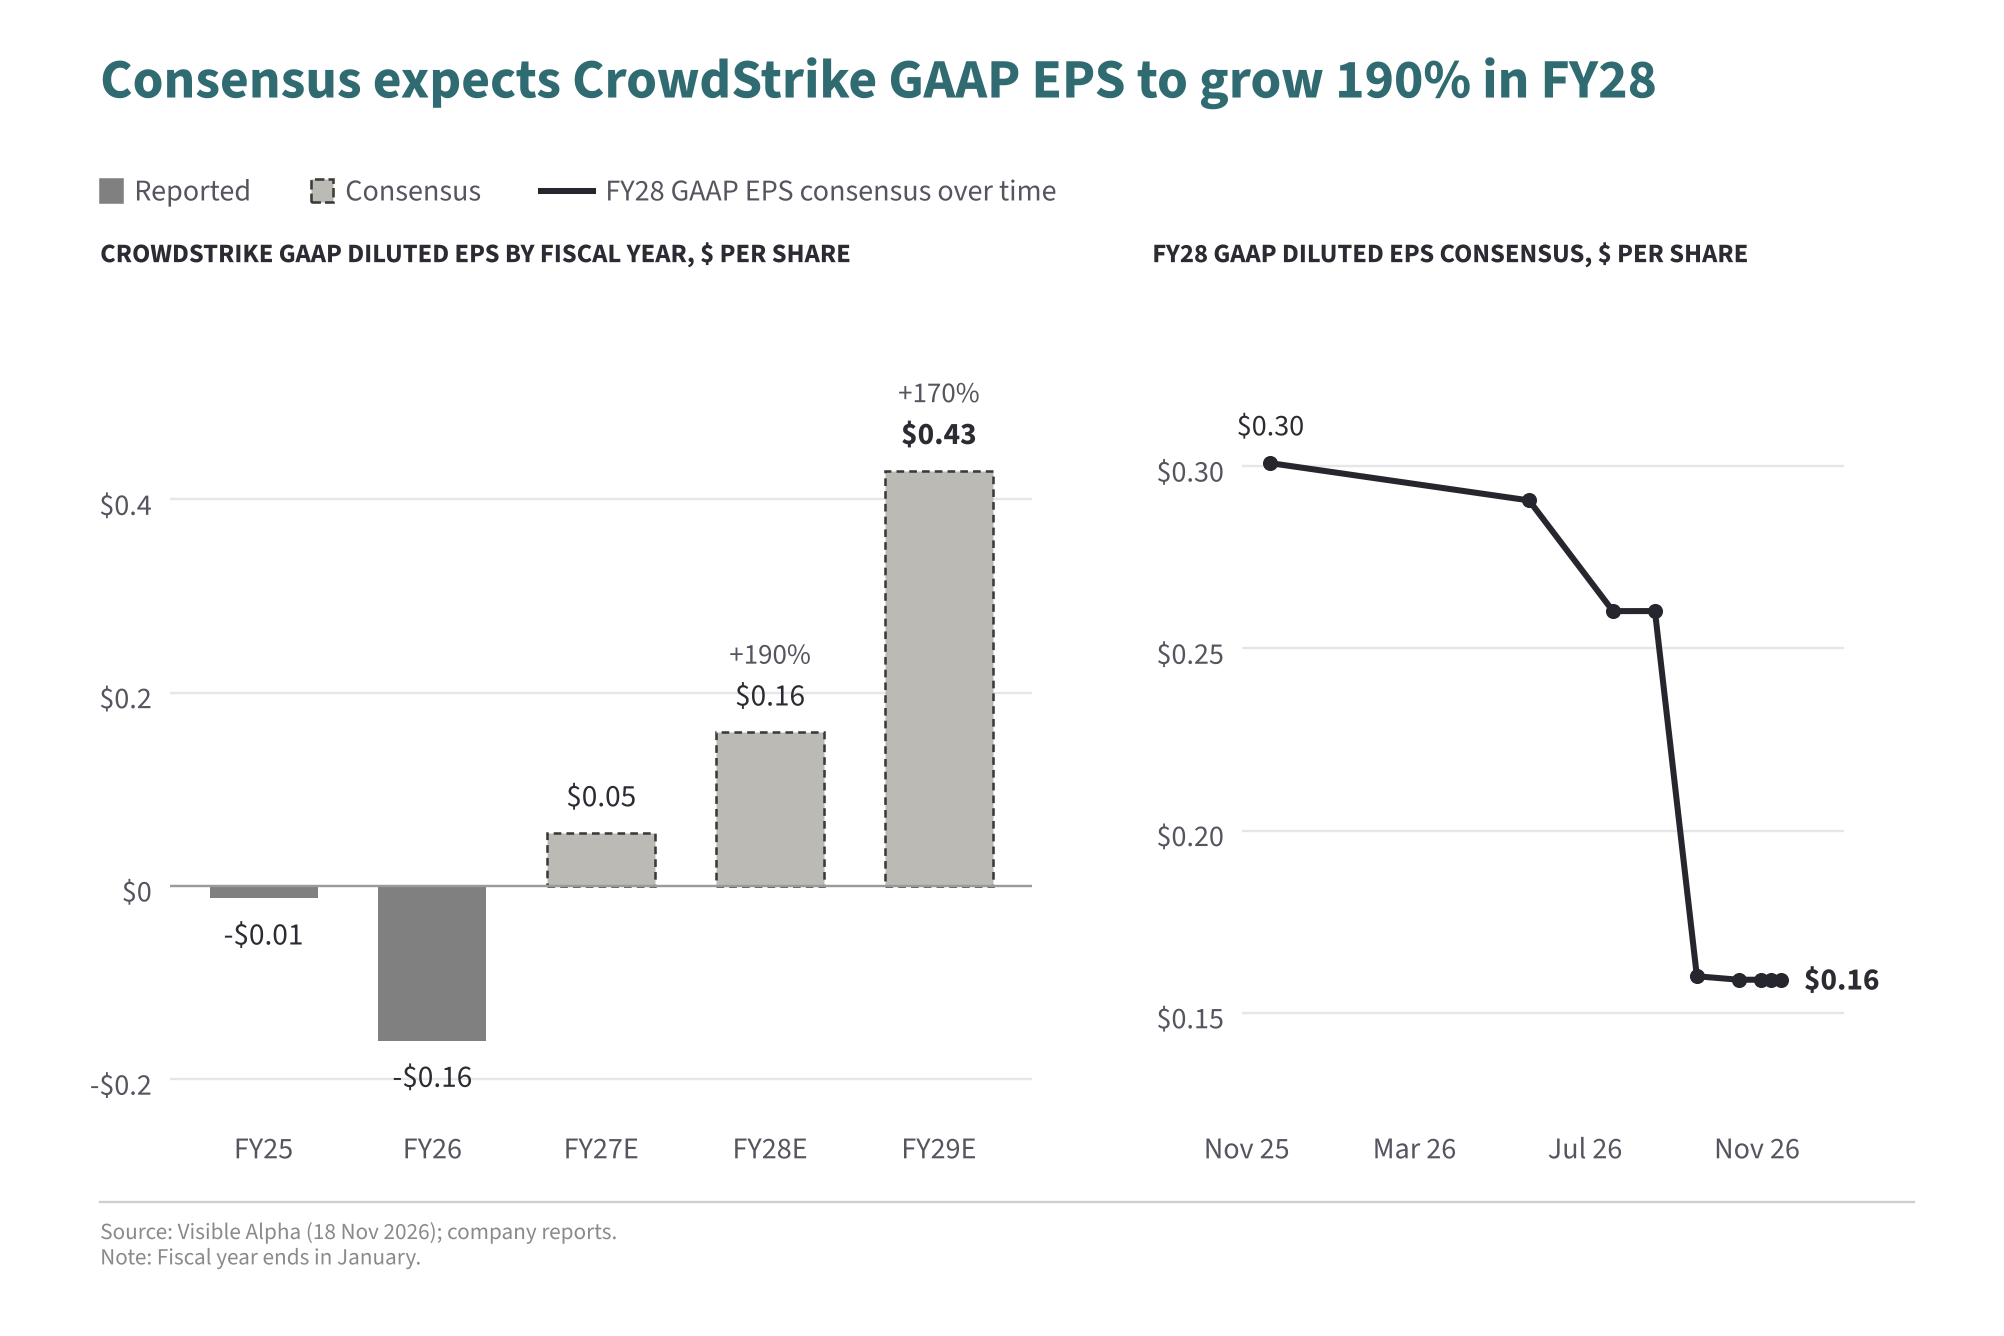 Consensus expects CrowdStrike GAAP EPS to grow 190% in FY28
Reported
Consensus
FY28 GAAP EPS consensus over time
CROWDSTRIKE GAAP DILUTED EPS BY FISCAL YEAR, $ PER SHARE
$0.4
$0.2
$0
-$0.2
-$0.01
-$0.16
$0.05
+190%
$0.16
+170%
$0.43
FY25
FY26
FY27E
FY28E
FY29E
FY28 GAAP DILUTED EPS CONSENSUS, $ PER SHARE
$0.30
$0.30
$0.25
$0.20
$0.15
$0.16
Nov 25
Mar 26
Jul 26
Nov 26
Source: Visible Alpha (18 Nov 2026); company reports.
Note: Fiscal year ends in January.